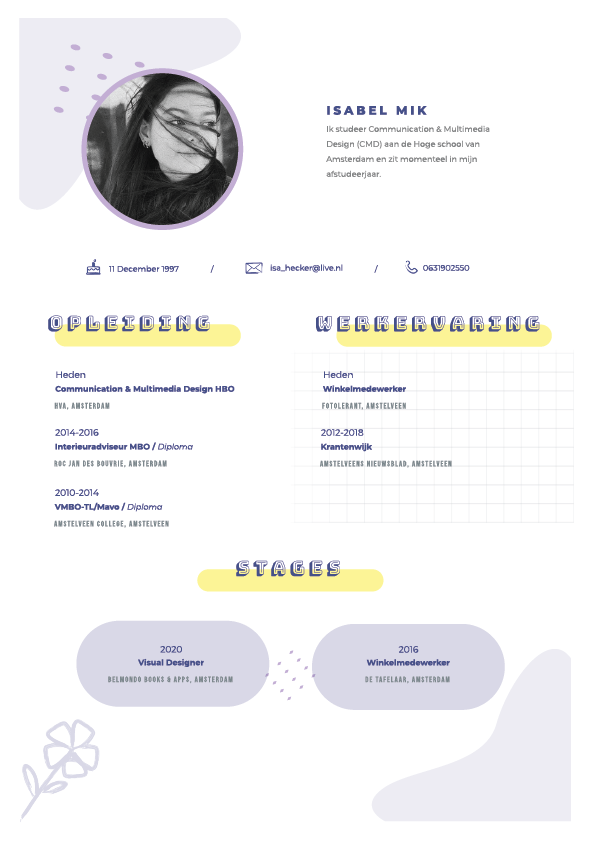 ISABEL MIK
Ik studeer Communication & Multimedia
Design (CMD) aan de Hoge school van
Amsterdam en zit momenteel in mijn
afstudeerjaar.
11 December 1997 / isa_hecker@live.nl / 0631902550
OPLEIDING
Heden
Communication & Multimedia Design HBO
HVA, AMSTERDAM
2014-2016
Interieuradviseur MBO / Diploma
ROC JAN DES BOUVRIE, AMSTERDAM
2010-2014
VMBO-TL/Mavo / Diploma
AMSTELVEEN COLLEGE, AMSTELVEEN
WERKERVARING
Heden
Winkelmedewerker
FOTOLERANT, AMSTELVEEN
2012-2018
Krantenwijk
AMSTELVEENS NIEUWSBLAD, AMSTELVEEN
STAGES
2020
Visual Designer
BELMONDO BOOKS & APPS, AMSTERDAM
2016
Winkelmedewerker
DE TAFELAAR, AMSTERDAM